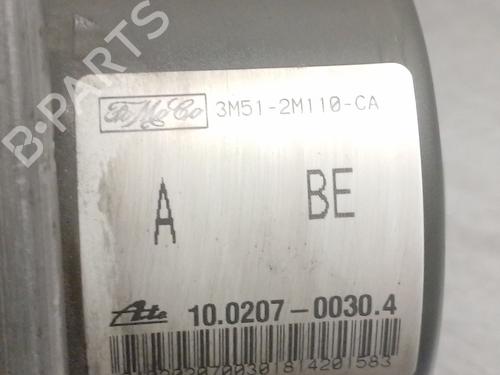 B-PARTS
FoMoCo 3M51-2M110-CA
A BE
Ate 10.0207-0030.4